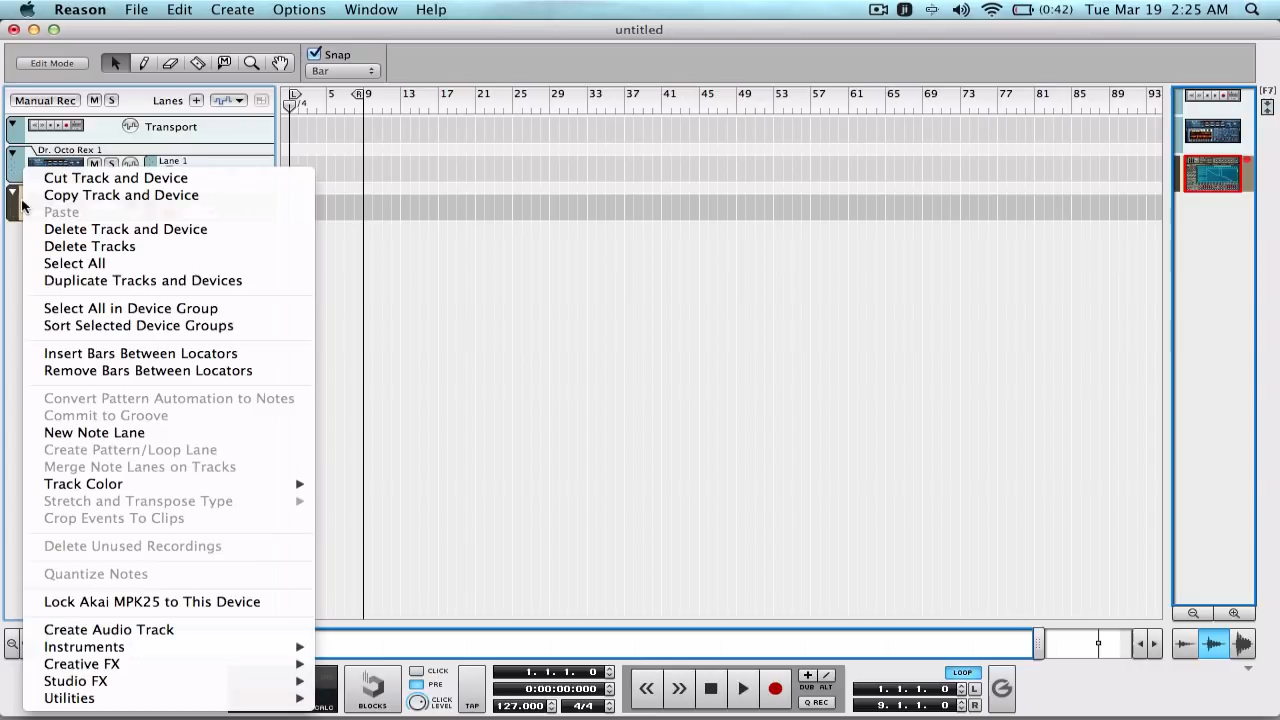 Reason File Edit Create Options Window Help (0:42) Tue Mar 19 2:25 AM
untitled
Edit Mode Snap
Bar
Manual Rec M S Lanes + 5 9 13 17 21 25 29 33 37 41 45 49 53 57 61 65 69 73 77 81 85 89 93 [F7]
L R /4
Transport
Dr. Octo Rex 1
M S Lane 1
Cut Track and Device
Copy Track and Device
Paste
Delete Track and Device
Delete Tracks
Select All
Duplicate Tracks and Devices
Select All in Device Group
Sort Selected Device Groups
Insert Bars Between Locators
Remove Bars Between Locators
Convert Pattern Automation to Notes
Commit to Groove
New Note Lane
Create Pattern/Loop Lane
Merge Note Lanes on Tracks
Track Color
Stretch and Transpose Type
Crop Events To Clips
Delete Unused Recordings
Quantize Notes
Lock Akai MPK25 to This Device
Create Audio Track
Instruments
Creative FX
Studio FX
Utilities
CALC BLOCKS
CLICK
PRE
CLICK LEVEL
TAP
1. 1. 1. 0
0:00:00:000
127.000 4/4
DUB ALT
Q REC
LOOP
1. 1. 1. 0 L
9. 1. 1. 0 R